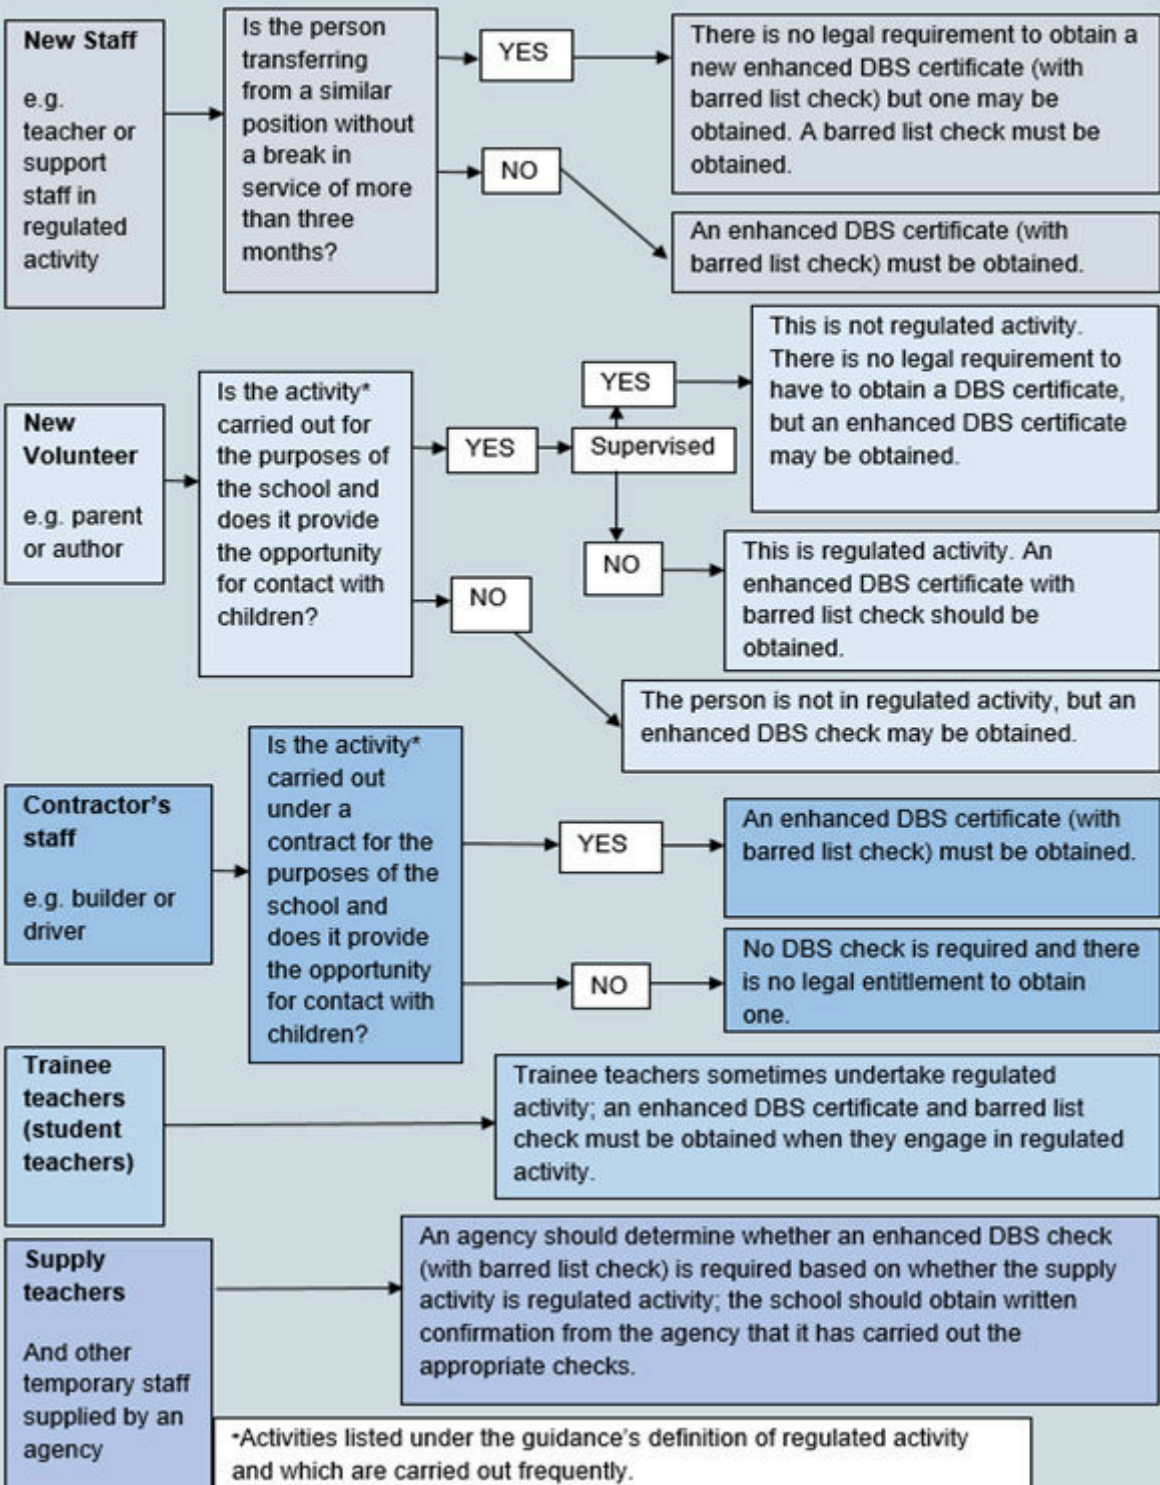 New Staff
e.g.
teacher or
support
staff in
regulated
activity
Is the person
transferring
from a similar
position without
a break in
service of more
than three
months?
YES
There is no legal requirement to obtain a
new enhanced DBS certificate (with
barred list check) but one may be
obtained. A barred list check must be
obtained.
NO
An enhanced DBS certificate (with
barred list check) must be obtained.
New
Volunteer
e.g. parent
or author
Is the activity*
carried out for
the purposes of
the school and
does it provide
the opportunity
for contact with
children?
YES
Supervised
YES
This is not regulated activity.
There is no legal requirement to
have to obtain a DBS certificate,
but an enhanced DBS certificate
may be obtained.
NO
This is regulated activity. An
enhanced DBS certificate with
barred list check should be
obtained.
NO
The person is not in regulated activity, but an
enhanced DBS check may be obtained.
Contractor's
staff
e.g. builder or
driver
Is the activity*
carried out
under a
contract for the
purposes of the
school and
does it provide
the opportunity
for contact with
children?
YES
An enhanced DBS certificate (with
barred list check) must be obtained.
NO
No DBS check is required and there
is no legal entitlement to obtain
one.
Trainee
teachers
(student
teachers)
Trainee teachers sometimes undertake regulated
activity; an enhanced DBS certificate and barred list
check must be obtained when they engage in regulated
activity.
Supply
teachers
And other
temporary staff
supplied by an
agency
An agency should determine whether an enhanced DBS check
(with barred list check) is required based on whether the supply
activity is regulated activity; the school should obtain written
confirmation from the agency that it has carried out the
appropriate checks.
*Activities listed under the guidance's definition of regulated activity
and which are carried out frequently.